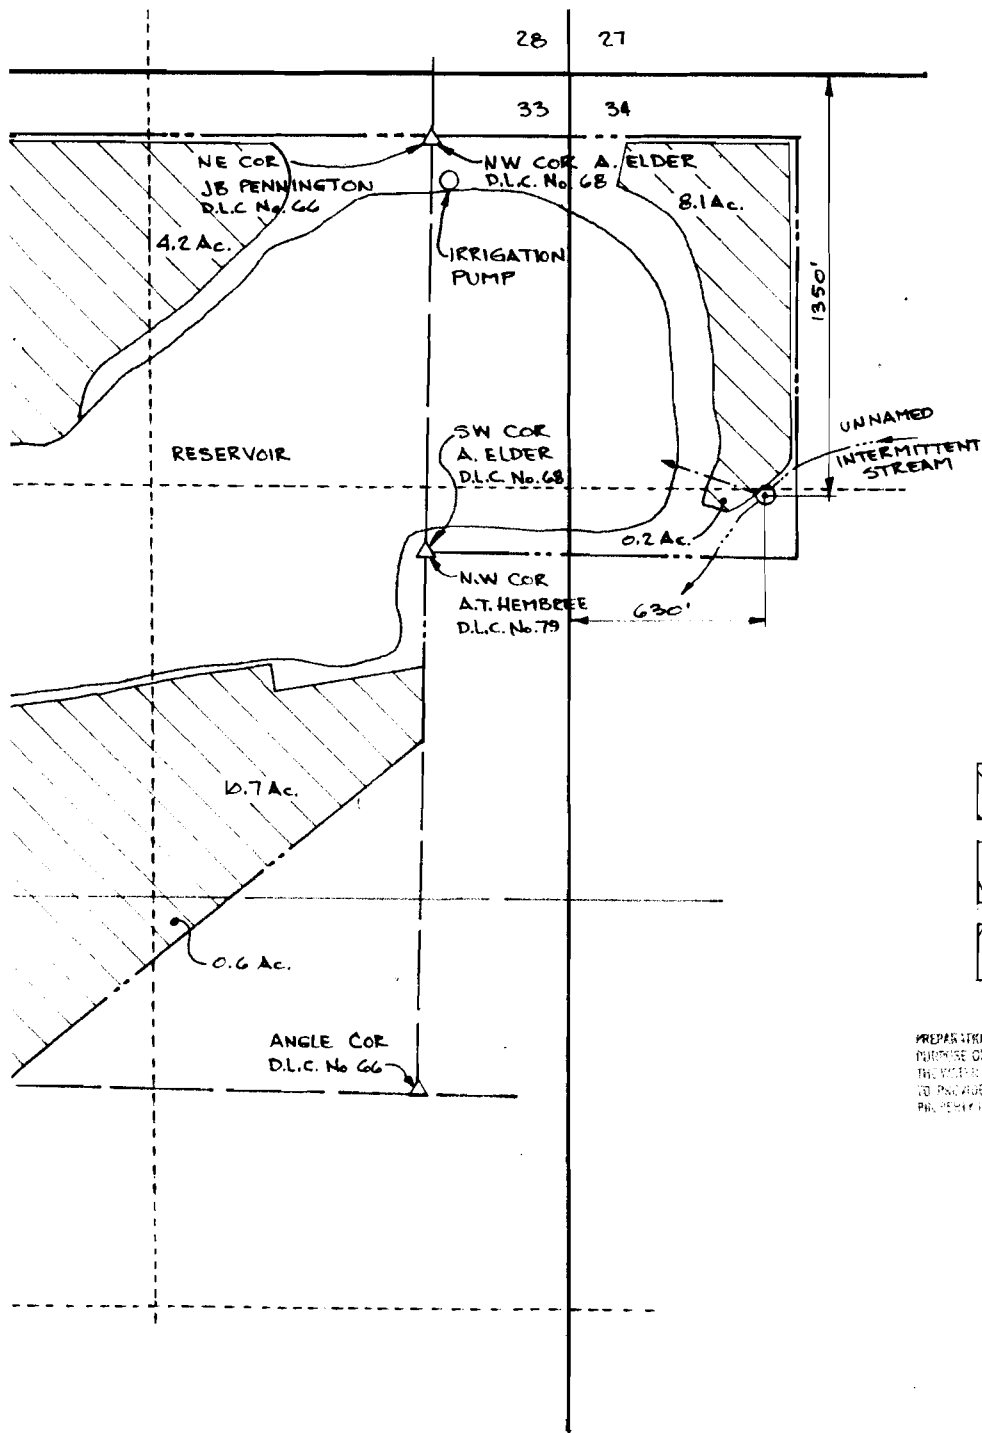 28 27
33 34
NE COR
JB PENNINGTON
D.L.C No. 66
NW COR A. ELDER
D.L.C. No. 68
8.1 Ac.
4.2 Ac.
IRRIGATION
PUMP
1350'
UNNAMED
INTERMITTENT
STREAM
SW COR
A. ELDER
D.L.C. No. 68
RESERVOIR
0.2 Ac.
N.W COR
A.T. HEMBREE
D.L.C. No. 79
630'
10.7 Ac.
0.6 Ac.
ANGLE COR
D.L.C. No 66
PURPOSE